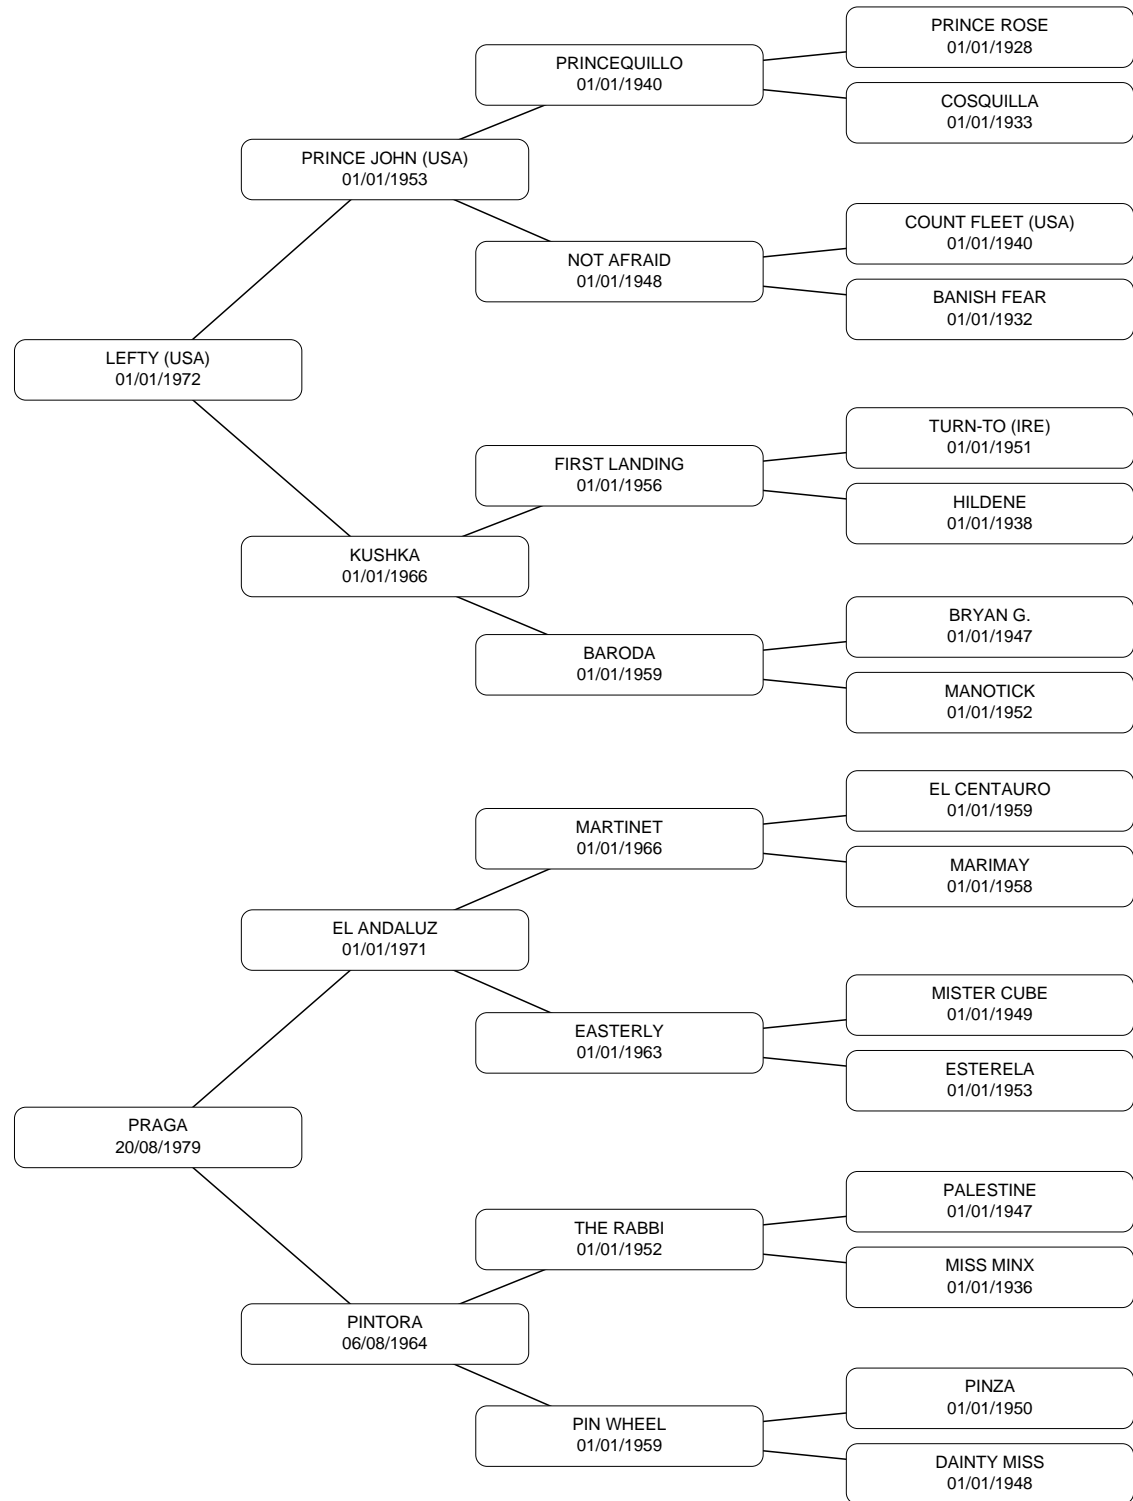 PRINCE ROSE
01/01/1928
PRINCEQUILLO
01/01/1940
COSQUILLA
01/01/1933
PRINCE JOHN (USA)
01/01/1953
COUNT FLEET (USA)
01/01/1940
NOT AFRAID
01/01/1948
BANISH FEAR
01/01/1932
LEFTY (USA)
01/01/1972
TURN-TO (IRE)
01/01/1951
FIRST LANDING
01/01/1956
HILDENE
01/01/1938
KUSHKA
01/01/1966
BRYAN G.
01/01/1947
BARODA
01/01/1959
MANOTICK
01/01/1952
EL CENTAURO
01/01/1959
MARTINET
01/01/1966
MARIMAY
01/01/1958
EL ANDALUZ
01/01/1971
MISTER CUBE
01/01/1949
EASTERLY
01/01/1963
ESTERELA
01/01/1953
PRAGA
20/08/1979
PALESTINE
01/01/1947
THE RABBI
01/01/1952
MISS MINX
01/01/1936
PINTORA
06/08/1964
PINZA
01/01/1950
PIN WHEEL
01/01/1959
DAINTY MISS
01/01/1948